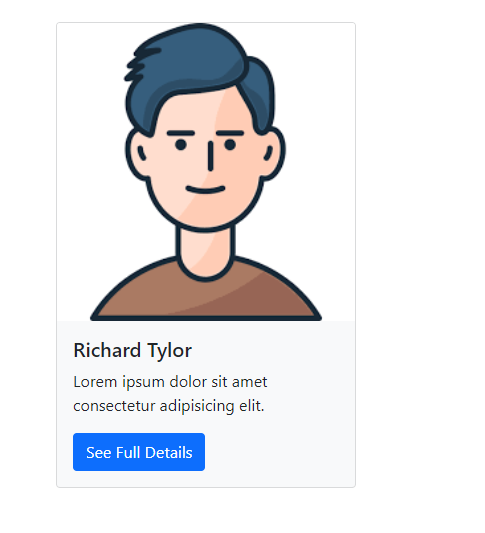 Richard Tylor
Lorem ipsum dolor sit amet
consectetur adipisicing elit.
See Full Details